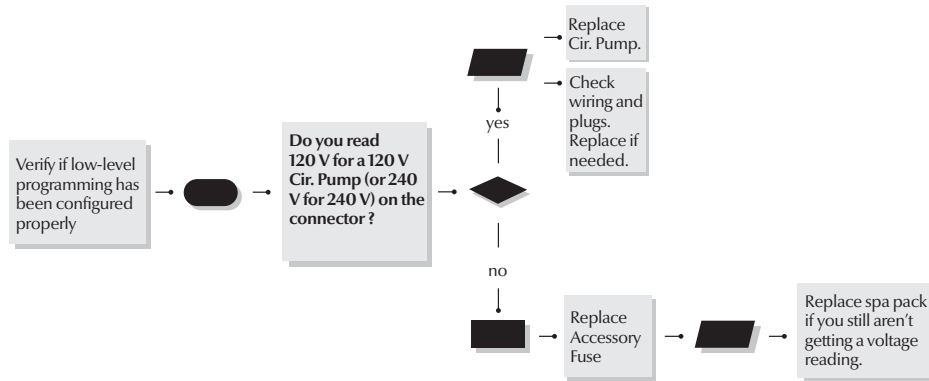 Verify if low-level
programming has
been configured
properly
Do you read
120 V for a 120 V
Cir. Pump (or 240
V for 240 V) on the
connector ?
yes
Replace
Cir. Pump.
Check
wiring and
plugs.
Replace if
needed.
no
Replace
Accessory
Fuse
Replace spa pack
if you still aren't
getting a voltage
reading.